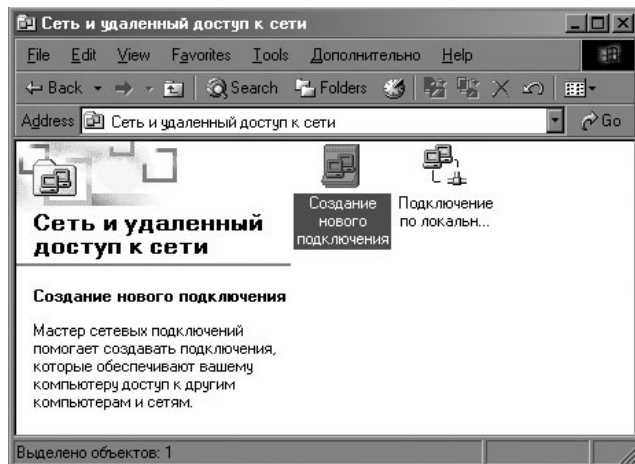 Сеть и удаленный доступ к сети
File Edit View Favorites Tools Дополнительно Help
Back Search Folders
Address Сеть и удаленный доступ к сети Go
Сеть и удаленный
доступ к сети
Создание нового подключения
Мастер сетевых подключений
помогает создавать подключения,
которые обеспечивают вашему
компьютеру доступ к другим
компьютерам и сетям.
Создание
нового
подключения
Подключение
по локальн...
Выделено объектов: 1